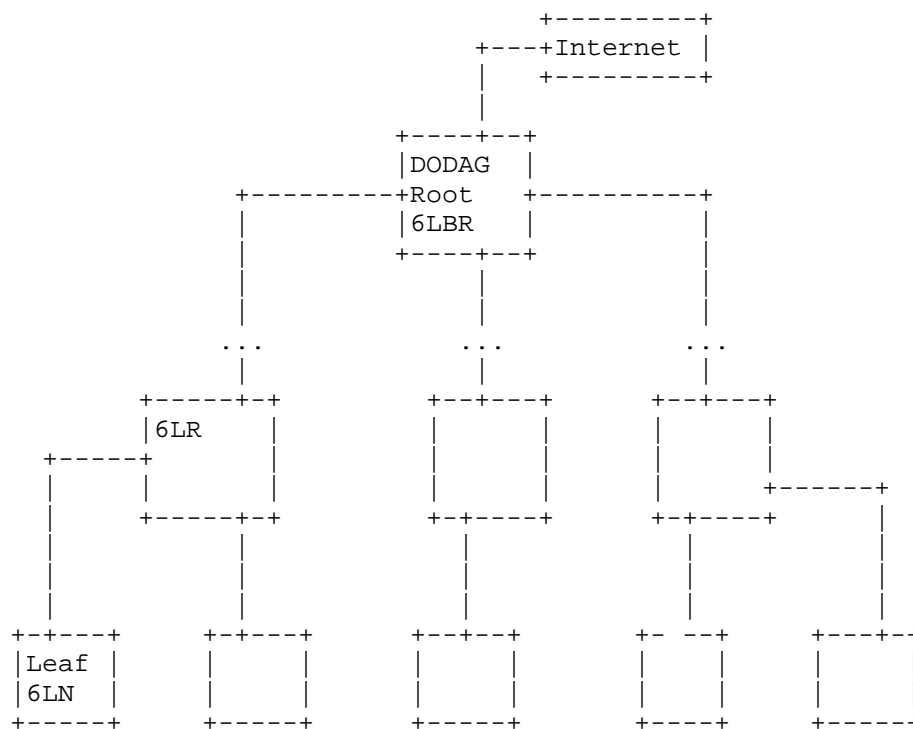 Internet
DODAG
Root
6LBR
... ... ...
6LR
Leaf
6LN